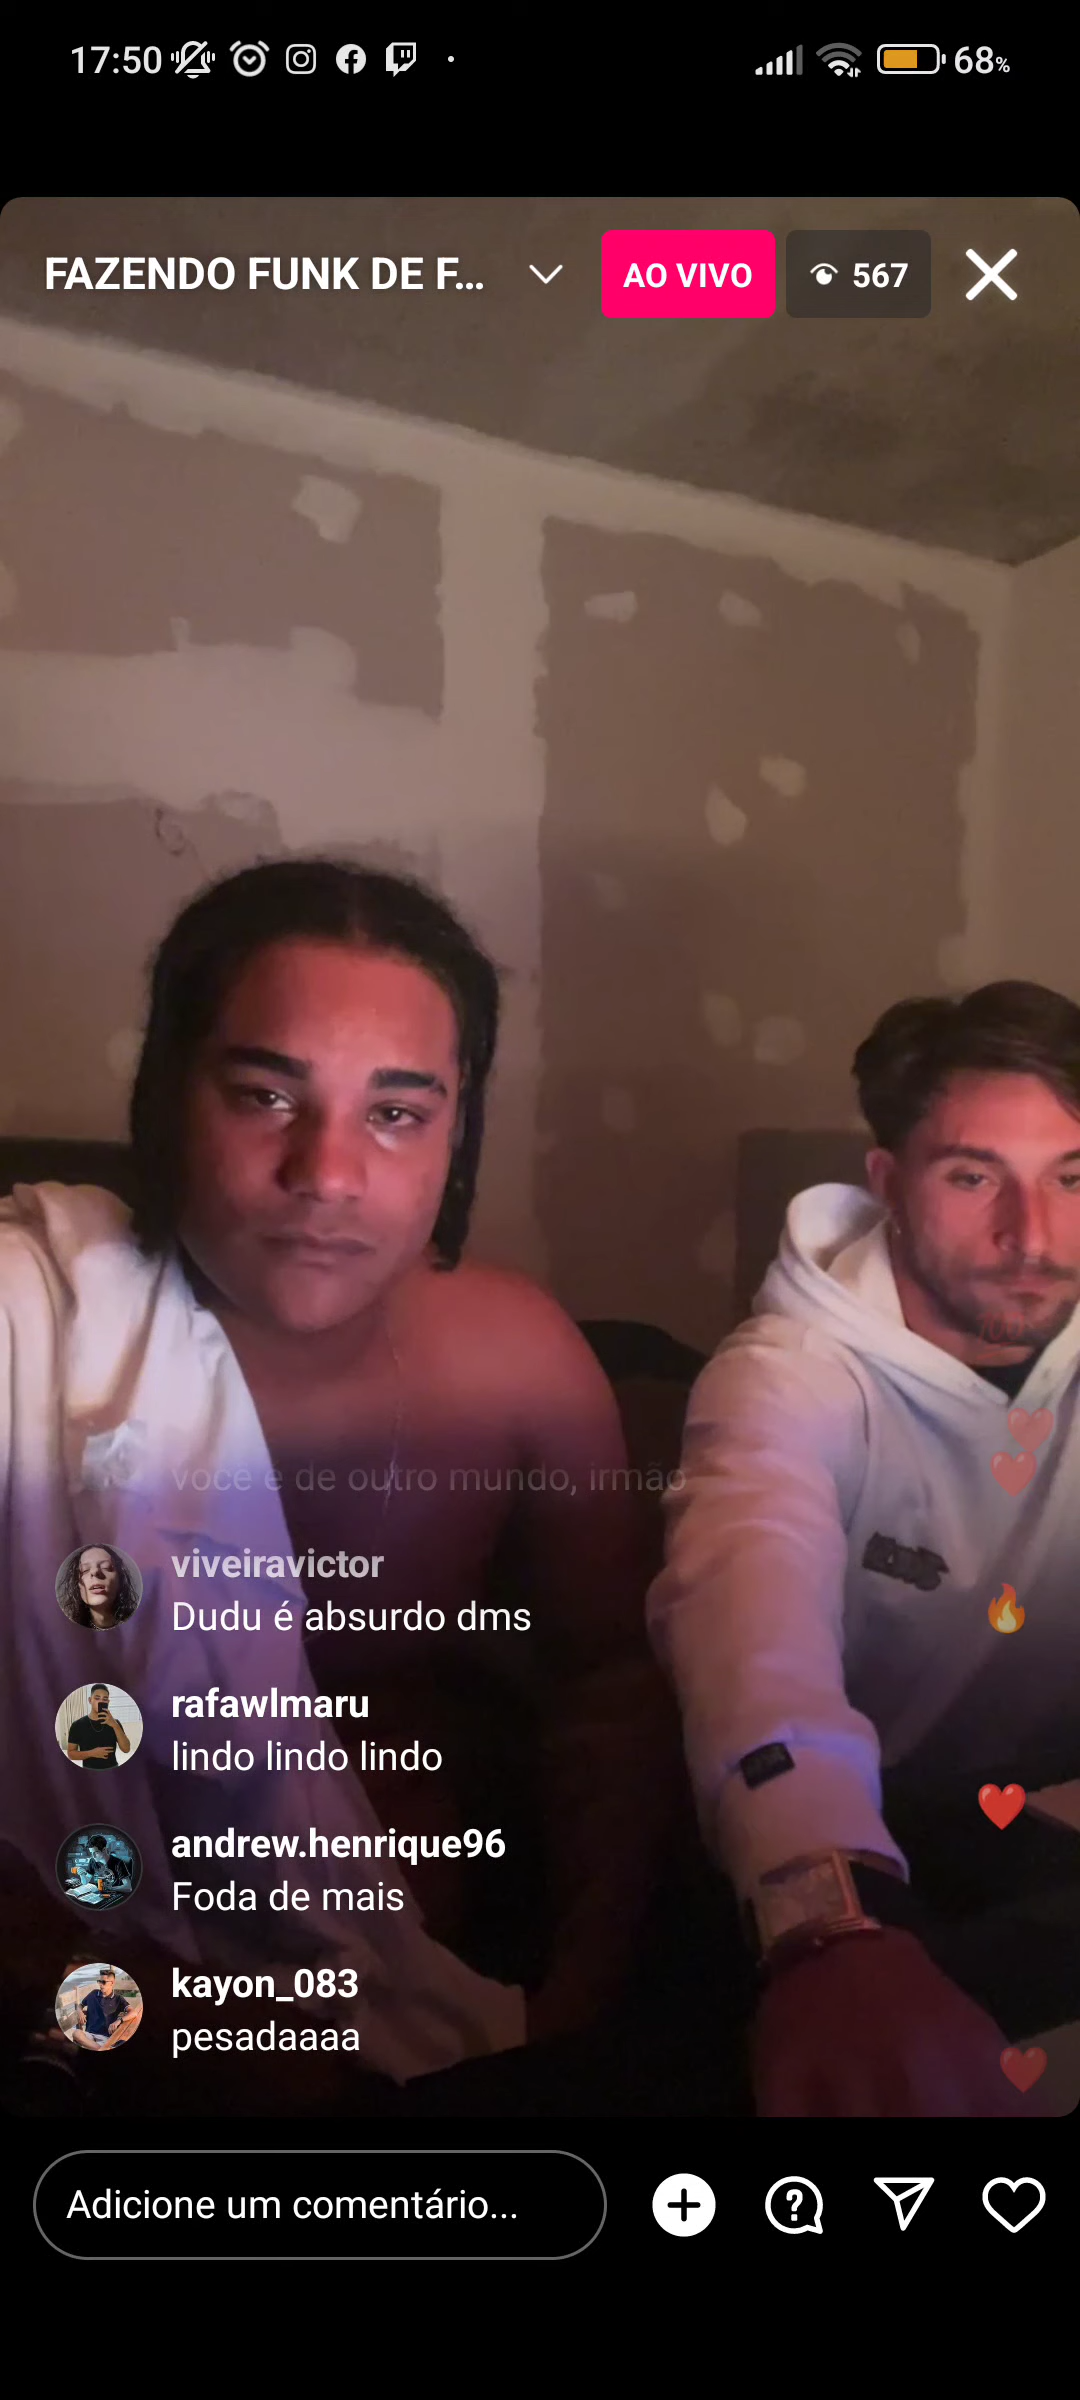 17:50
68%
FAZENDO FUNK DE F...
AO VIVO
567
voce e de outro mundo, irmão
viveiravictor
Dudu é absurdo dms
rafawlmaru
lindo lindo lindo
andrew.henrique96
Foda de mais
kayon_083
pesadaaaa
Adicione um comentário...